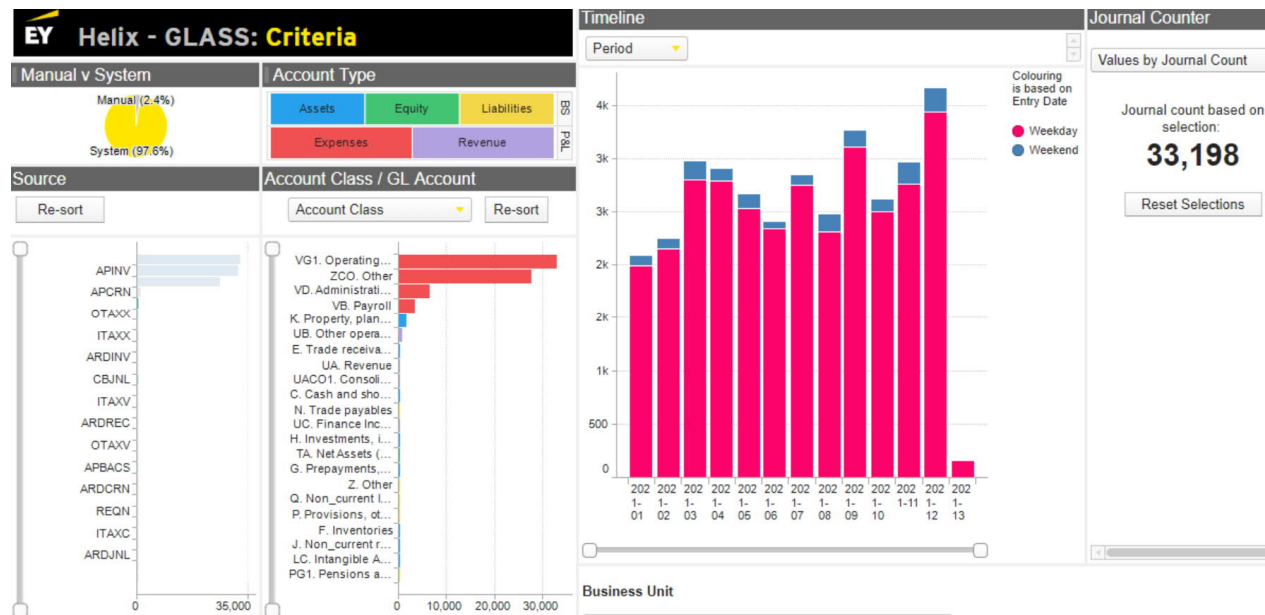 EY Helix - GLASS: Criteria
Manual v System
Manual (2.4%)
System (97.6%)
Account Type
Assets
Equity
Liabilities
BS
Expenses
Revenue
P&L
Source
Re-sort
APINV
APCRN
OTAXX
ITAXX
ARDINV
CBJNL
ITAXV
ARDREC
OTAXV
APBACS
ARDCRN
REQN
ITAXC
ARDJNL
0
35,000
Account Class / GL Account
Account Class
Re-sort
VG1. Operating...
ZCO. Other
VD. Administrati...
VB. Payroll
K. Property, plan...
UB. Other opera...
E. Trade receiva...
UA. Revenue
UACO1. Consoli...
C. Cash and sho...
N. Trade payables
UC. Finance Inc...
H. Investments, i...
TA. Net Assets (...
G. Prepayments,...
Z. Other
Q. Non_current l...
P. Provisions, ot...
F. Inventories
J. Non_current r...
LC. Intangible A...
PG1. Pensions a...
0
10,000
20,000
30,000
Timeline
Period
4k
3k
3k
2k
2k
1k
500
0
2021-01
2021-02
2021-03
2021-04
2021-05
2021-06
2021-07
2021-08
2021-09
2021-10
2021-11
2021-12
2021-13
Colouring
is based on
Entry Date
Weekday
Weekend
Business Unit
Journal Counter
Values by Journal Count
Journal count based on
selection:
33,198
Reset Selections